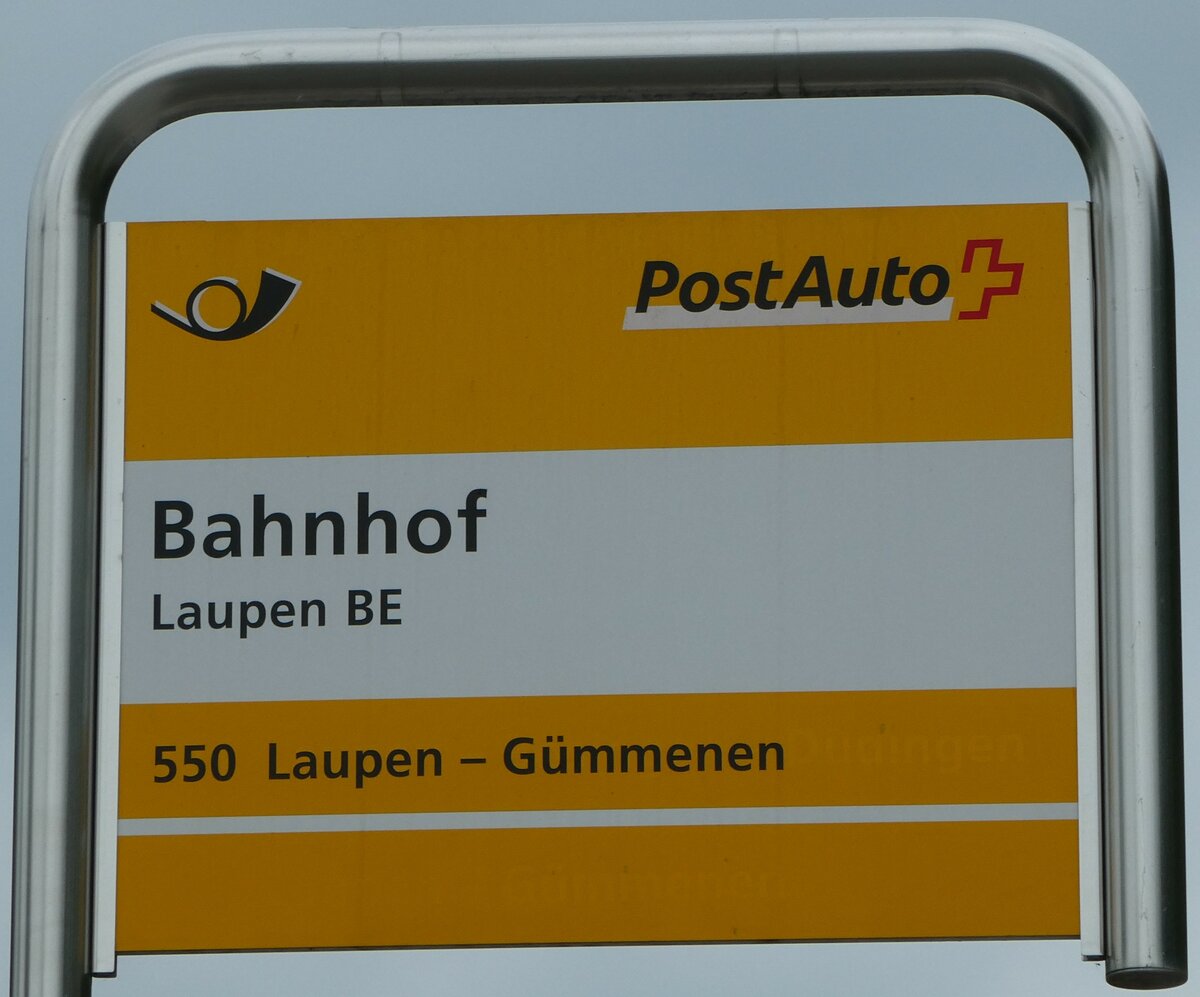 PostAuto
Bahnhof
Laupen BE
550 Laupen – Gümmenen